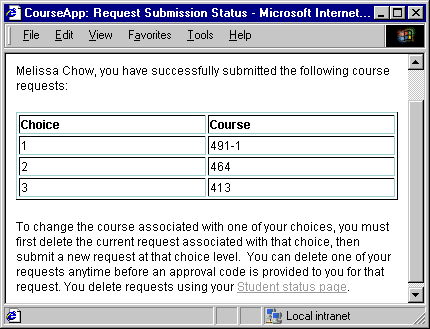 CourseApp: Request Submission Status - Microsoft Internet...
File Edit View Favorites Tools Help
Melissa Chow, you have successfully submitted the following course
requests:
Choice Course
1 491-1
2 464
3 413
To change the course associated with one of your choices, you must
first delete the current request associated with that choice, then
submit a new request at that choice level.  You can delete one of your
requests anytime before an approval code is provided to you for that
request. You delete requests using your Student status page.
Local intranet